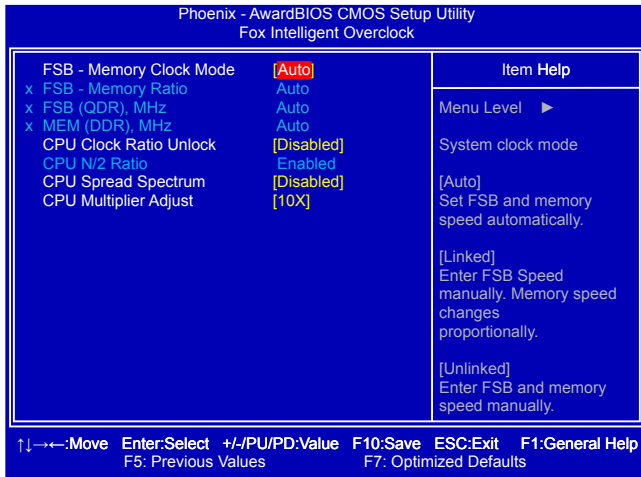 Phoenix - AwardBIOS CMOS Setup Utility
Fox Intelligent Overclock
FSB - Memory Clock Mode [Auto]
x FSB - Memory Ratio Auto
x FSB (QDR), MHz Auto
x MEM (DDR), MHz Auto
CPU Clock Ratio Unlock [Disabled]
CPU N/2 Ratio Enabled
CPU Spread Spectrum [Disabled]
CPU Multiplier Adjust [10X]
Item Help
Menu Level ►
System clock mode
[Auto]
Set FSB and memory
speed automatically.
[Linked]
Enter FSB Speed
manually. Memory speed
changes
proportionally.
[Unlinked]
Enter FSB and memory
speed manually.
↑↓→←:Move Enter:Select +/-/PU/PD:Value F10:Save ESC:Exit F1:General Help
F5: Previous Values F7: Optimized Defaults